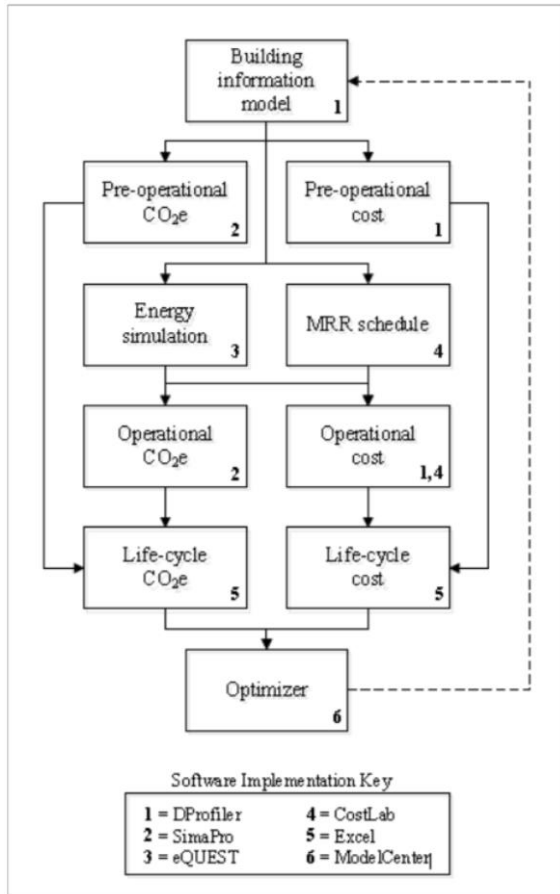 Building
information
model
1
Pre-operational
CO₂e
2
Pre-operational
cost
1
Energy
simulation
3
MRR schedule
4
Operational
CO₂e
2
Operational
cost
1,4
Life-cycle
CO₂e
5
Life-cycle
cost
5
Optimizer
6
Software Implementation Key
1 = DProfiler
2 = SimaPro
3 = eQUEST
4 = CostLab
5 = Excel
6 = ModelCenter